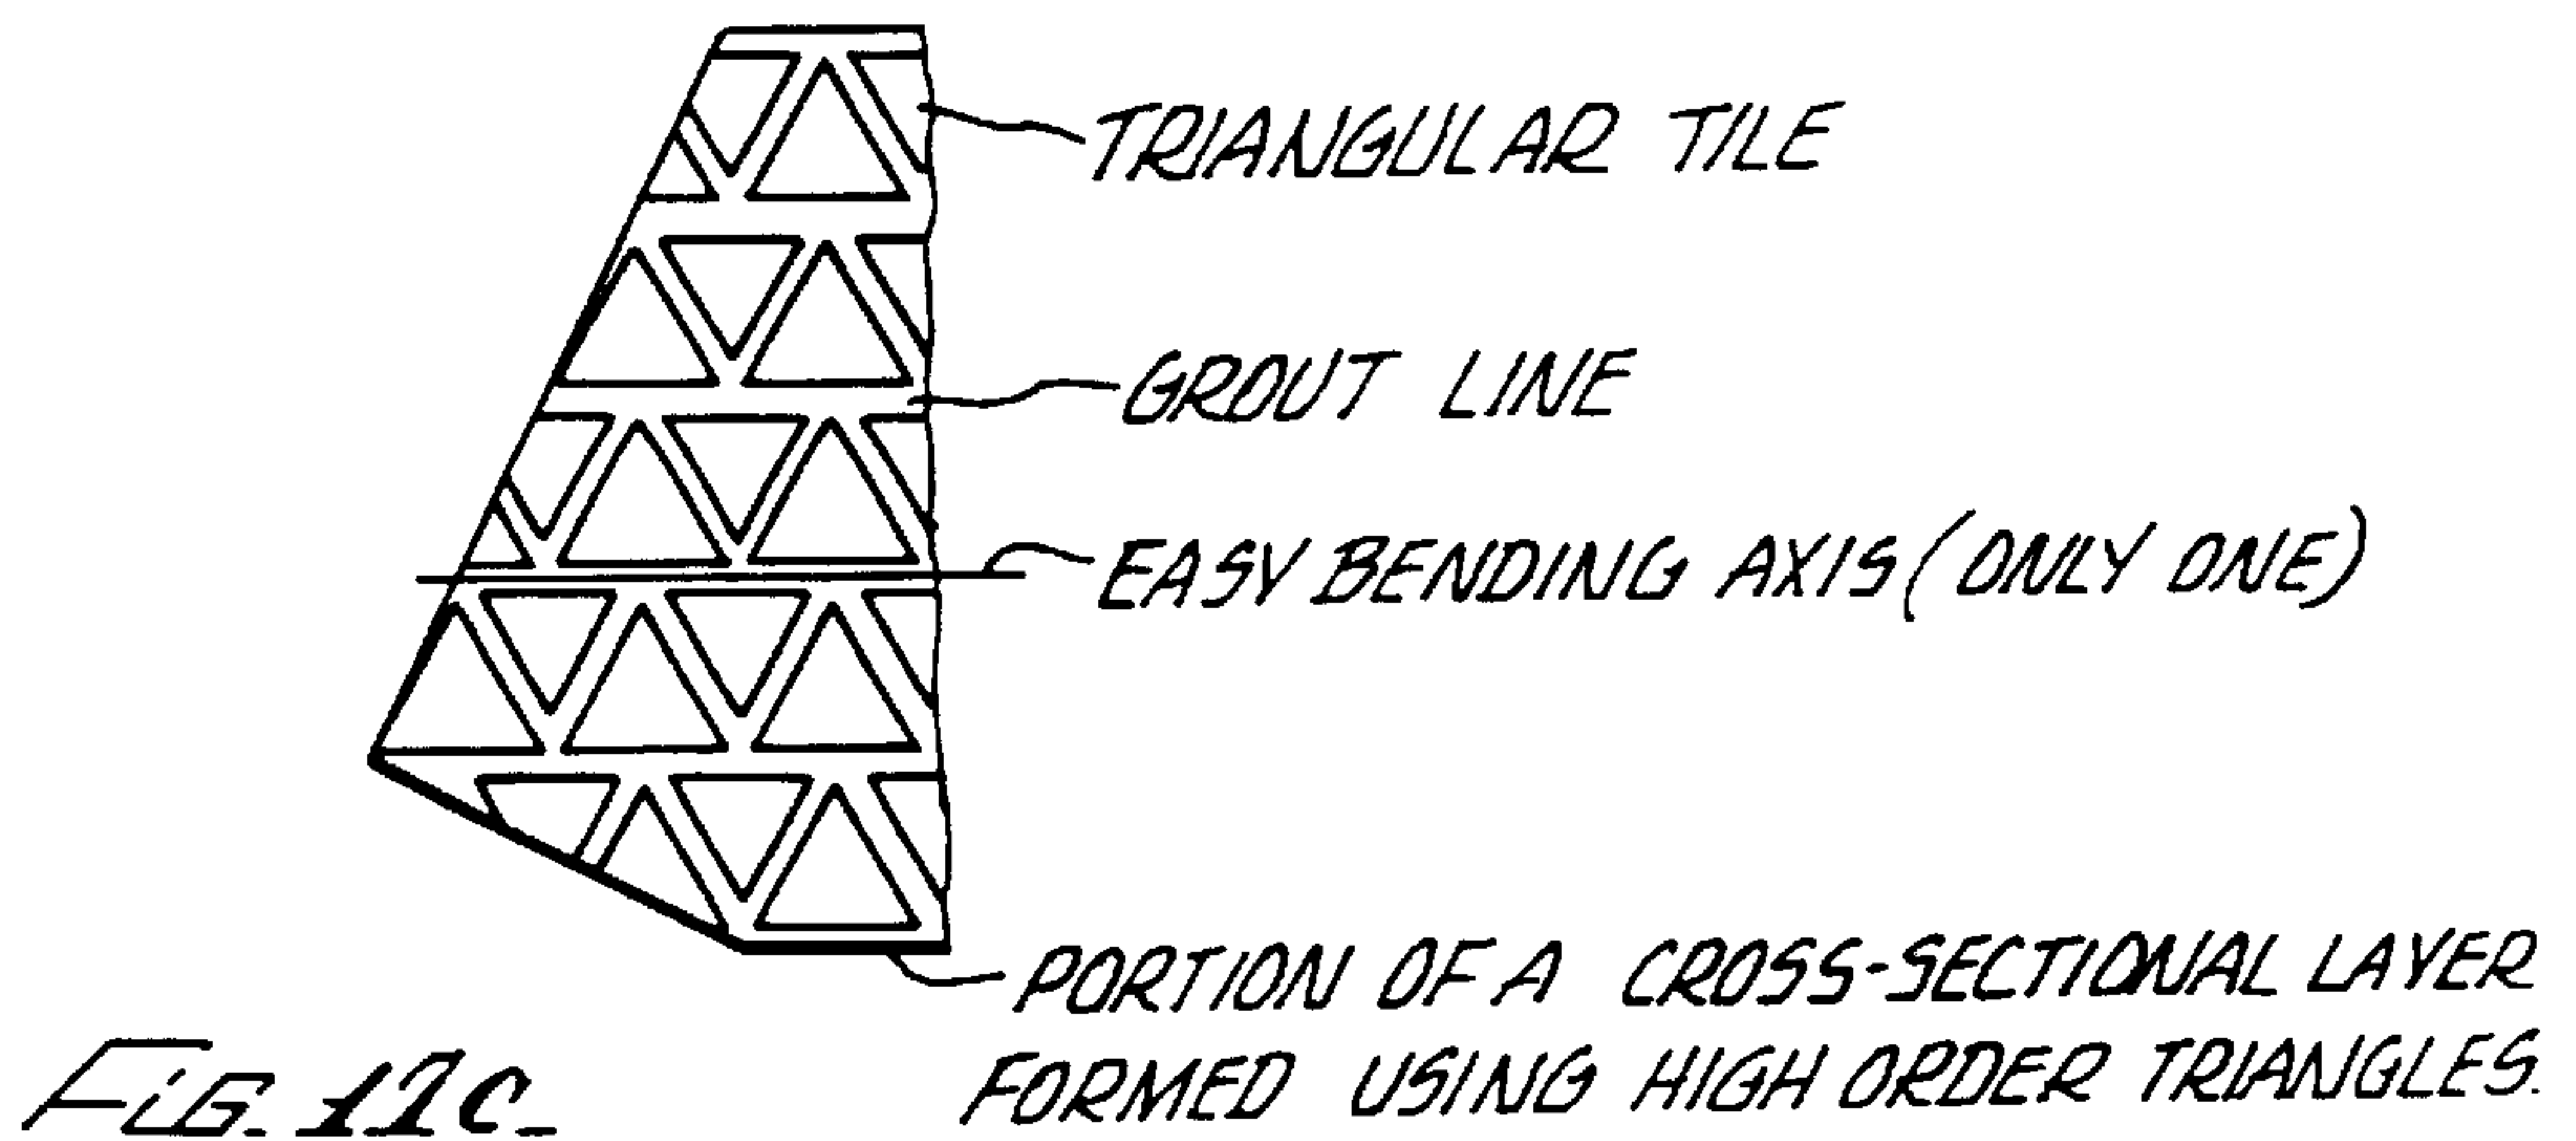 TRIANGULAR TILE
GROUT LINE
EASY BENDING AXIS (ONLY ONE)
PORTION OF A CROSS-SECTIONAL LAYER
FORMED USING HIGH ORDER TRIANGLES.
FIG. 11c.